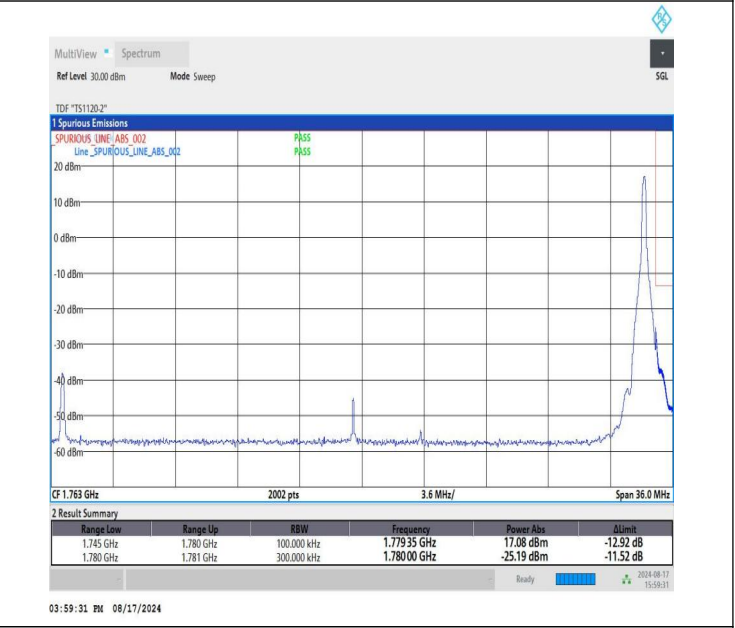 R S
MultiView Spectrum
Ref Level 30.00 dBm Mode Sweep SGL
TDF "TS1120-2"
1 Spurious Emissions
_SPURIOUS_LINE_ABS_002 PASS
Line _SPURIOUS_LINE_ABS_002 PASS
20 dBm
10 dBm
0 dBm
-10 dBm
-20 dBm
-30 dBm
-40 dBm
-50 dBm
-60 dBm
CF 1.763 GHz 2002 pts 3.6 MHz/ Span 36.0 MHz
2 Result Summary
Range Low Range Up RBW Frequency Power Abs ΔLimit
1.745 GHz 1.780 GHz 100.000 kHz 1.77935 GHz 17.08 dBm -12.92 dB
1.780 GHz 1.781 GHz 300.000 kHz 1.78000 GHz -25.19 dBm -11.52 dB
Ready 2024-08-17
15:59:31
03:59:31 PM 08/17/2024